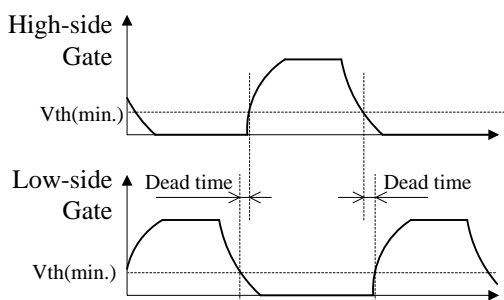 High-side
Gate
Vth(min.)
Low-side
Gate
Dead time
Dead time
Vth(min.)